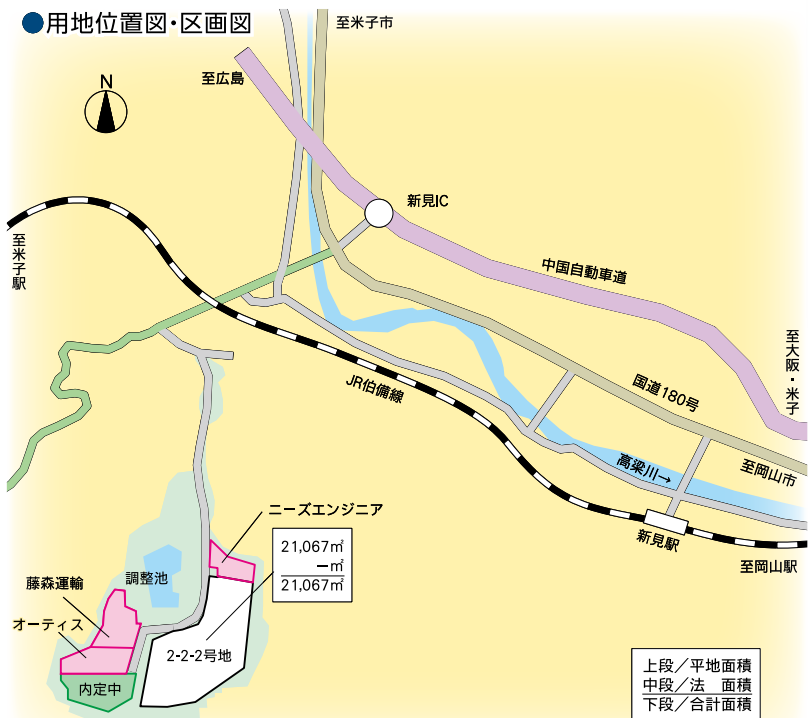 ●用地位置図・区画図
至米子市
至広島
N
新見IC
中国自動車道
至米子駅
至大阪・米子
JR伯備線
国道180号
高梁川→
至岡山市
新見駅
至岡山駅
ニーズエンジニア
21,067㎡
ー㎡
21,067㎡
調整池
藤森運輸
オーティス
2-2-2号地
内定中
上段／平地面積
中段／法　面積
下段／合計面積